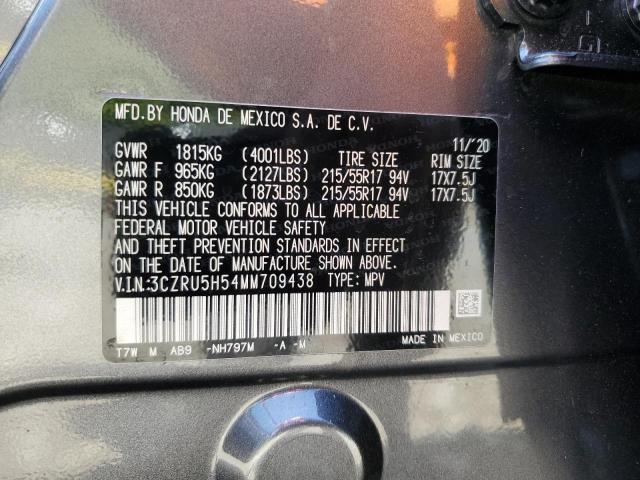 MFD.BY HONDA DE MEXICO S.A. DE C.V.
11/'20
GVWR 1815KG (4001LBS) TIRE SIZE RIM SIZE
GAWR F 965KG (2127LBS) 215/55R17 94V 17X7.5J
GAWR R 850KG (1873LBS) 215/55R17 94V 17X7.5J
THIS VEHICLE CONFORMS TO ALL APPLICABLE
FEDERAL MOTOR VEHICLE SAFETY
AND THEFT PREVENTION STANDARDS IN EFFECT
ON THE DATE OF MANUFACTURE SHOWN ABOVE.
V.I.N:3CZRU5H54MM709438 TYPE: MPV
T7W M AB9 -NH797M -A -M
MADE IN MEXICO